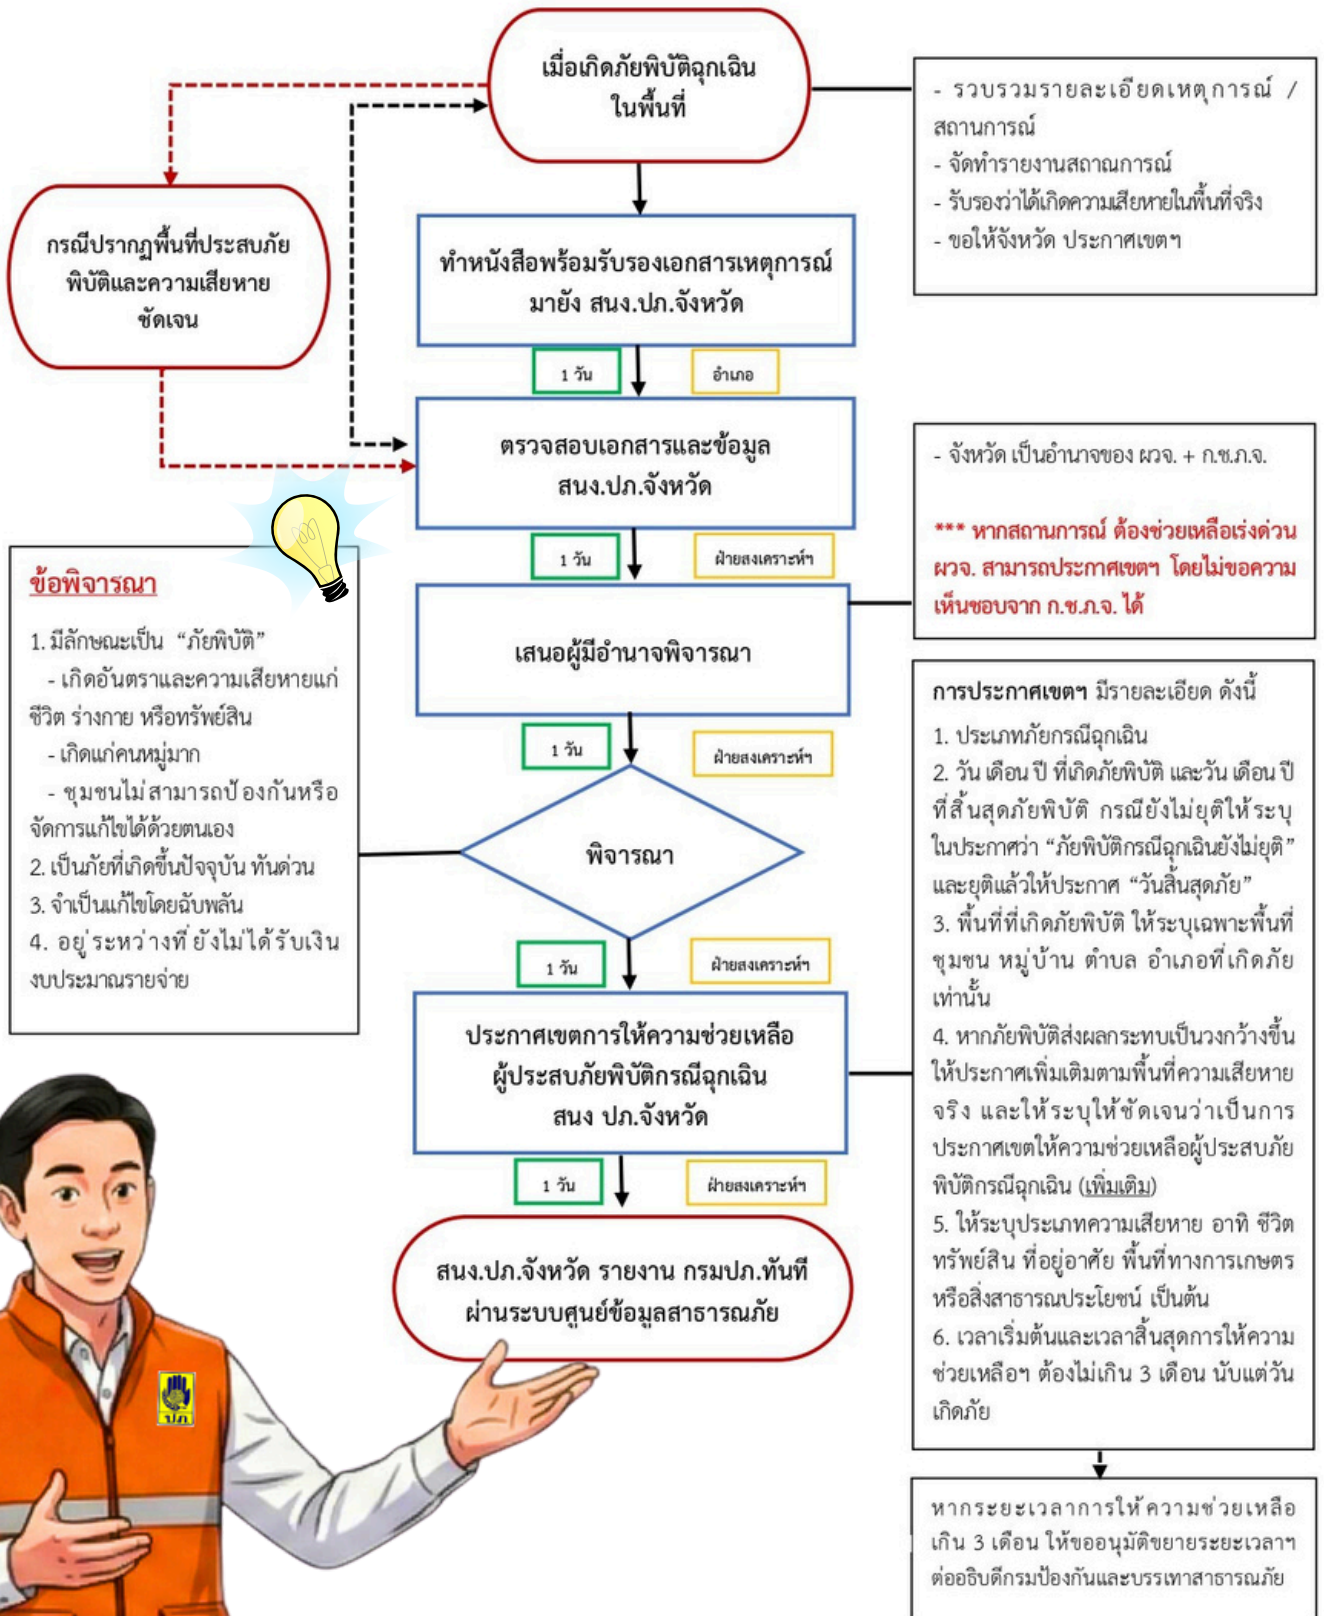 เมื่อเกิดภัยพิบัติฉุกเฉิน
ในพื้นที่
- รวบรวมรายละเอียดเหตุการณ์ /
สถานการณ์
- จัดทำรายงานสถาณการณ์
- รับรองว่าได้เกิดความเสียหายในพื้นที่จริง
- ขอให้จังหวัด ประกาศเขตฯ
กรณีปรากฏพื้นที่ประสบภัย
พิบัติและความเสียหาย
ชัดเจน
ทำหนังสือพร้อมรับรองเอกสารเหตุการณ์
มายัง สนง.ปภ.จังหวัด
1 วัน
อำเภอ
ตรวจสอบเอกสารและข้อมูล
สนง.ปภ.จังหวัด
- จังหวัด เป็นอำนาจของ ผวจ. + ก.ช.ภ.จ.
*** หากสถานการณ์ ต้องช่วยเหลือเร่งด่วน
ผวจ. สามารถประกาศเขตฯ โดยไม่ขอความ
เห็นชอบจาก ก.ช.ภ.จ. ได้
1 วัน
ฝ่ายสงเคราะห์ฯ
เสนอผู้มีอำนาจพิจารณา
1 วัน
ฝ่ายสงเคราะห์ฯ
ข้อพิจารณา
1. มีลักษณะเป็น “ภัยพิบัติ”
- เกิดอันตราและความเสียหายแก่
ชีวิต ร่างกาย หรือทรัพย์สิน
- เกิดแก่คนหมู่มาก
- ชุมชนไม่สามารถป้องกันหรือ
จัดการแก้ไขได้ด้วยตนเอง
2. เป็นภัยที่เกิดขึ้นปัจจุบัน ทันด่วน
3. จำเป็นแก้ไขโดยฉับพลัน
4. อยู่ระหว่างที่ยังไม่ได้รับเงิน
งบประมาณรายจ่าย
พิจารณา
1 วัน
ฝ่ายสงเคราะห์ฯ
ประกาศเขตการให้ความช่วยเหลือ
ผู้ประสบภัยพิบัติกรณีฉุกเฉิน
สนง ปภ.จังหวัด
1 วัน
ฝ่ายสงเคราะห์ฯ
สนง.ปภ.จังหวัด รายงาน กรมปภ.ทันที
ผ่านระบบศูนย์ข้อมูลสาธารณภัย
การประกาศเขตฯ มีรายละเอียด ดังนี้
1. ประเภทภัยกรณีฉุกเฉิน
2. วัน เดือน ปี ที่เกิดภัยพิบัติ และวัน เดือน ปี
ที่สิ้นสุดภัยพิบัติ กรณียังไม่ยุติให้ระบุ
ในประกาศว่า “ภัยพิบัติกรณีฉุกเฉินยังไม่ยุติ”
และยุติแล้วให้ประกาศ “วันสิ้นสุดภัย”
3. พื้นที่ที่เกิดภัยพิบัติ ให้ระบุเฉพาะพื้นที่
ชุมชน หมู่บ้าน ตำบล อำเภอที่เกิดภัย
เท่านั้น
4. หากภัยพิบัติส่งผลกระทบเป็นวงกว้างขึ้น
ให้ประกาศเพิ่มเติมตามพื้นที่ความเสียหาย
จริง และให้ระบุให้ชัดเจนว่าเป็นการ
ประกาศเขตให้ความช่วยเหลือผู้ประสบภัย
พิบัติกรณีฉุกเฉิน (เพิ่มเติม)
5. ให้ระบุประเภทความเสียหาย อาทิ ชีวิต
ทรัพย์สิน ที่อยู่อาศัย พื้นที่ทางการเกษตร
หรือสิ่งสาธารณประโยชน์ เป็นต้น
6. เวลาเริ่มต้นและเวลาสิ้นสุดการให้ความ
ช่วยเหลือฯ ต้องไม่เกิน 3 เดือน นับแต่วัน
เกิดภัย
หากระยะเวลาการให้ความช่วยเหลือ
เกิน 3 เดือน ให้ขออนุมัติขยายระยะเวลาฯ
ต่ออธิบดีกรมป้องกันและบรรเทาสาธารณภัย
ปภ.